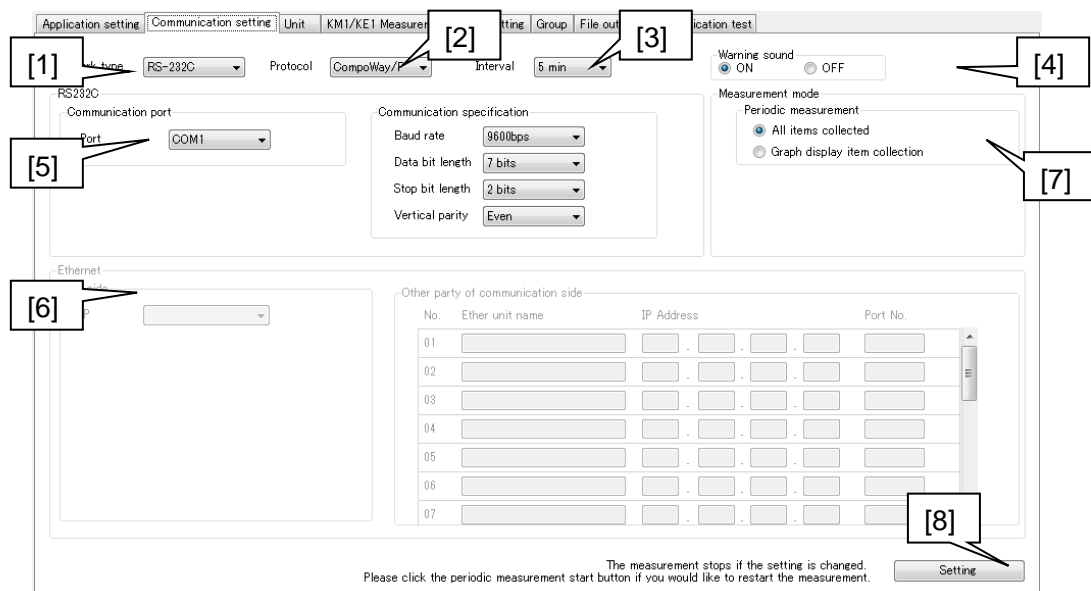 Application setting Communication setting Unit KM1/KE1 Measurement tting Group File out ication test
[1] [2] [3] [4]
rk type RS-232C Protocol CompoWay/F Interval 5 min
Warning sound
ON OFF
RS232C
Measurement mode
Communication port
Communication specification
Periodic measurement
Port COM1
Baud rate 9600bps
All items collected
Data bit length 7 bits
Graph display item collection
[5] [7]
Stop bit length 2 bits
Vertical parity Even
Ethernet
side
[6]
Other party of communication side
No. Ether unit name IP Address Port No.
01 . . .
02 . . .
03 . . .
04 . . .
05 . . .
06 . . .
07 . . .
[8]
The measurement stops if the setting is changed.
Please click the periodic measurement start button if you would like to restart the measurement.
Setting